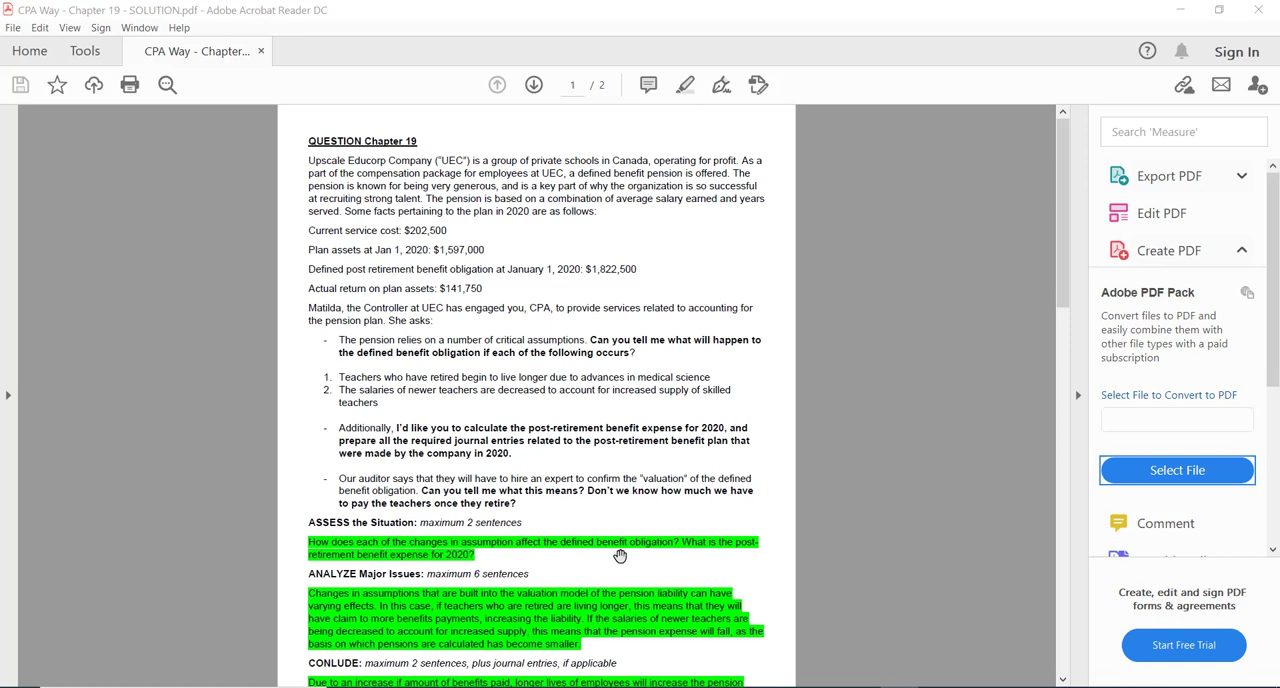 CPA Way - Chapter 19 - SOLUTION.pdf - Adobe Acrobat Reader DC
File Edit View Sign Window Help
Home Tools CPA Way - Chapter... × Sign In
1 / 2
QUESTION Chapter 19
Upscale Educorp Company ("UEC") is a group of private schools in Canada, operating for profit. As a
part of the compensation package for employees at UEC, a defined benefit pension is offered. The
pension is known for being very generous, and is a key part of why the organization is so successful
at recruiting strong talent. The pension is based on a combination of average salary earned and years
served. Some facts pertaining to the plan in 2020 are as follows:
Current service cost: $202,500
Plan assets at Jan 1, 2020: $1,597,000
Defined post retirement benefit obligation at January 1, 2020: $1,822,500
Actual return on plan assets: $141,750
Matilda, the Controller at UEC has engaged you, CPA, to provide services related to accounting for
the pension plan. She asks:
- The pension relies on a number of critical assumptions. Can you tell me what will happen to
the defined benefit obligation if each of the following occurs?
1. Teachers who have retired begin to live longer due to advances in medical science
2. The salaries of newer teachers are decreased to account for increased supply of skilled
teachers
- Additionally, I'd like you to calculate the post-retirement benefit expense for 2020, and
prepare all the required journal entries related to the post-retirement benefit plan that
were made by the company in 2020.
- Our auditor says that they will have to hire an expert to confirm the "valuation" of the defined
benefit obligation. Can you tell me what this means? Don't we know how much we have
to pay the teachers once they retire?
ASSESS the Situation: maximum 2 sentences
How does each of the changes in assumption affect the defined benefit obligation? What is the post-
retirement benefit expense for 2020?
ANALYZE Major Issues: maximum 6 sentences
Changes in assumptions that are built into the valuation model of the pension liability can have
varying effects. In this case, if teachers who are retired are living longer, this means that they will
have claim to more benefits payments, increasing the liability. If the salaries of newer teachers are
being decreased to account for increased supply, this means that the pension expense will fall, as the
basis on which pensions are calculated has become smaller.
CONLUDE: maximum 2 sentences, plus journal entries, if applicable
Due to an increase if amount of benefits paid, longer lives of employees will increase the pension
Search 'Measure'
Export PDF
Edit PDF
Create PDF
Adobe PDF Pack
Convert files to PDF and
easily combine them with
other file types with a paid
subscription
Select File to Convert to PDF
Select File
Comment
Create, edit and sign PDF
forms & agreements
Start Free Trial